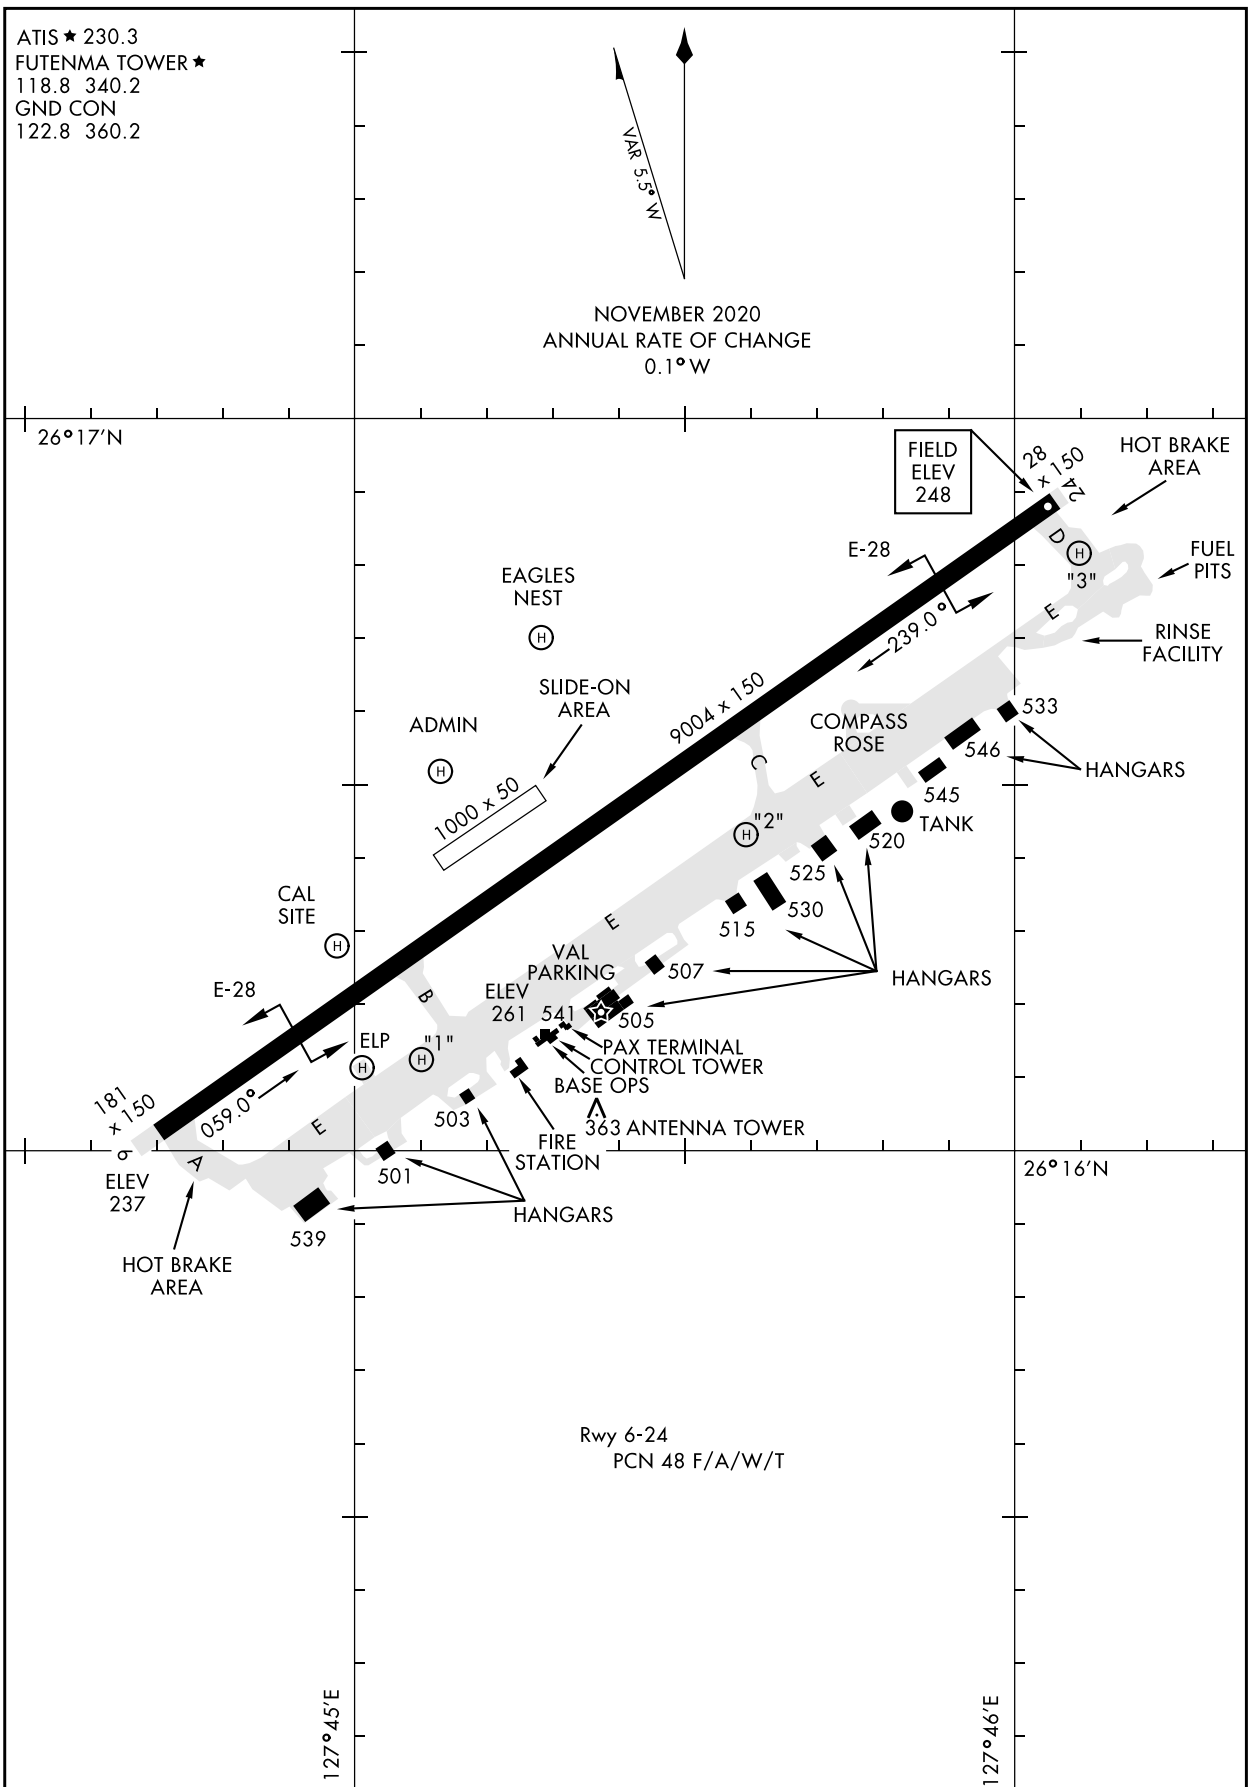 ATIS ★ 230.3
FUTENMA TOWER ★
118.8 340.2
GND CON
122.8 360.2
VAR 5.5° W
NOVEMBER 2020
ANNUAL RATE OF CHANGE
0.1° W
26°17'N
FIELD
ELEV
248
28
x 150
24
HOT BRAKE
AREA
D
H
"3"
FUEL
PITS
E-28
E
EAGLES
NEST
H
239.0°
RINSE
FACILITY
SLIDE-ON
AREA
9004 x 150
533
ADMIN
H
COMPASS
ROSE
546
C
E
HANGARS
545
1000 x 50
H
"2"
TANK
520
525
CAL
SITE
H
530
515
E
VAL
PARKING
507
HANGARS
E-28
B
ELEV
261
541
505
ELP
H
"1"
H
PAX TERMINAL
CONTROL TOWER
BASE OPS
181
x 150
059.0°
503
363 ANTENNA TOWER
E
FIRE
STATION
6
A
26°16'N
ELEV
237
501
HANGARS
539
HOT BRAKE
AREA
Rwy 6-24
PCN 48 F/A/W/T
127°45'E
127°46'E